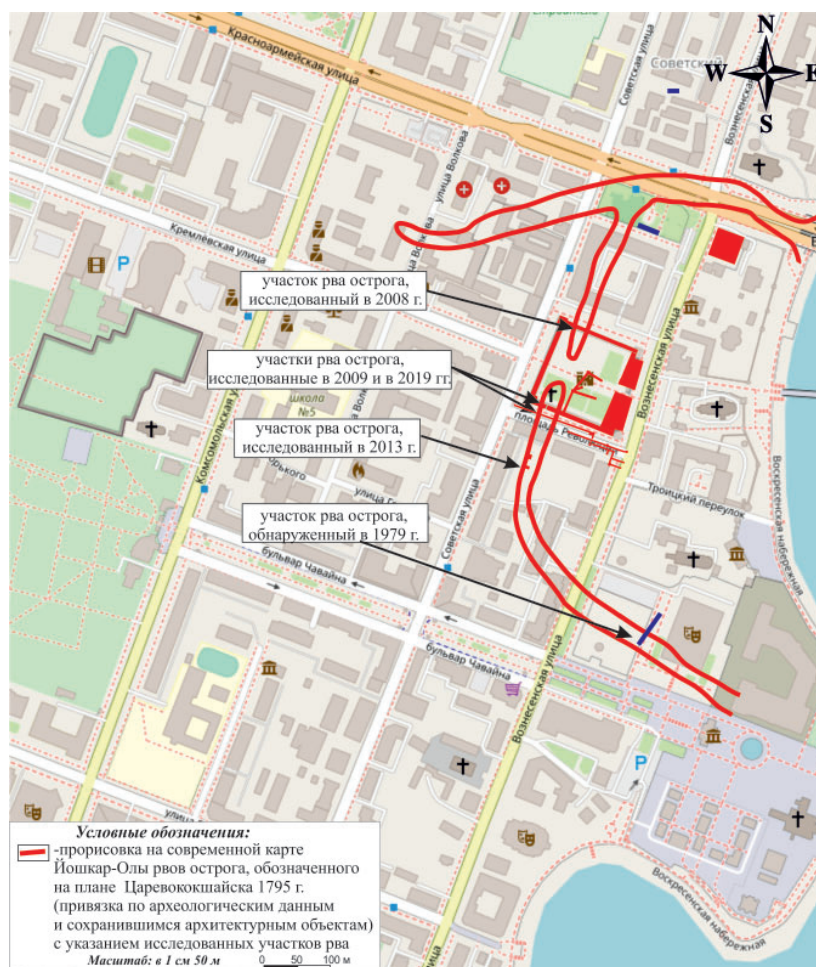 Красноармейская улица
Советская улица
Советский
Вознесенская улица
N
W
E
S
улица Волкова
Кремлёвская улица
P
участок рва острога,
исследованный в 2008 г.
участки рва острога,
исследованные в 2009 и в 2019 гг.
школа
№5
площадь Революции
участок рва острога,
исследованный в 2013 г.
Комсомольская ул
Вознесенская улица
Советская улица
Троицкий переулок
Воскресенская набережная
участок рва острога,
обнаруженный в 1979 г.
бульвар Чавайна
бульвар Чавайна
Вознесенская улица
P
Воскресенская набережная
Условные обозначения:
-прорисовка на современной карте
Йошкар-Олы рвов острога, обозначенного
на плане Царевококшайска 1795 г.
(привязка по археологическим данным
и сохранившимся архитектурным объектам)
с указанием исследованных участков рва
Масштаб: в 1 см 50 м
0 50 100 м